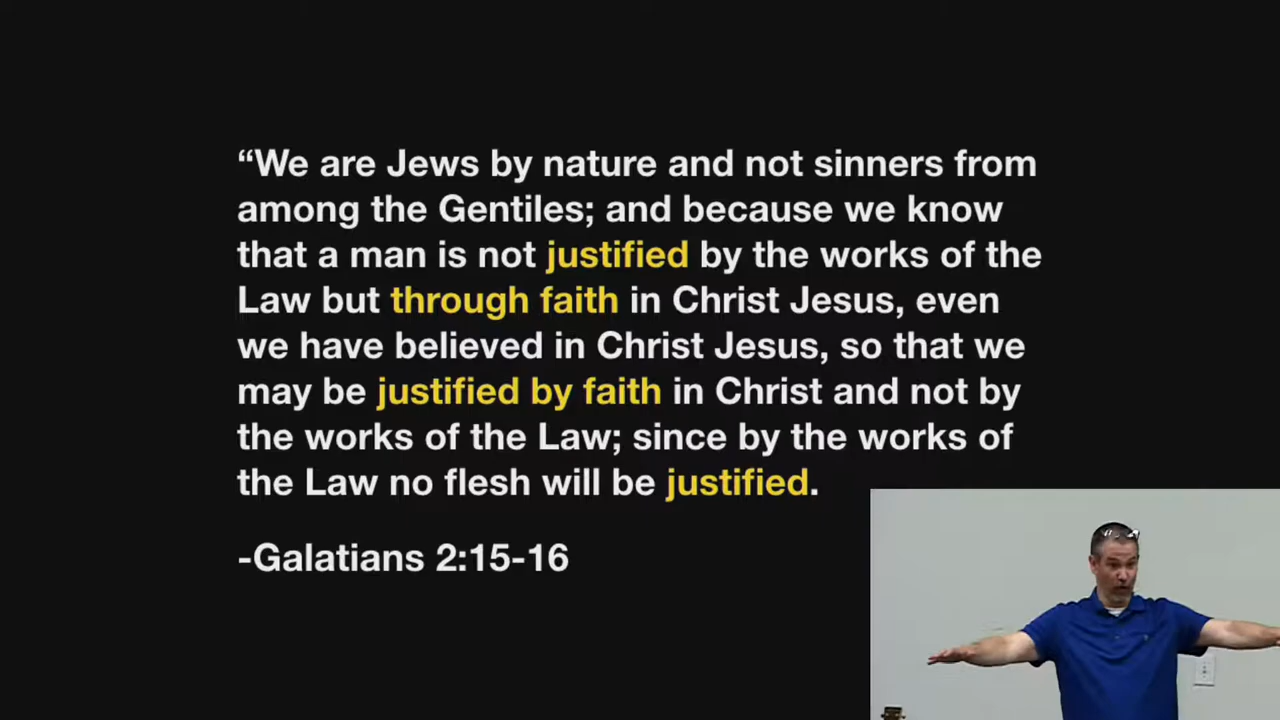 “We are Jews by nature and not sinners from
among the Gentiles; and because we know
that a man is not justified by the works of the
Law but through faith in Christ Jesus, even
we have believed in Christ Jesus, so that we
may be justified by faith in Christ and not by
the works of the Law; since by the works of
the Law no flesh will be justified.
-Galatians 2:15-16